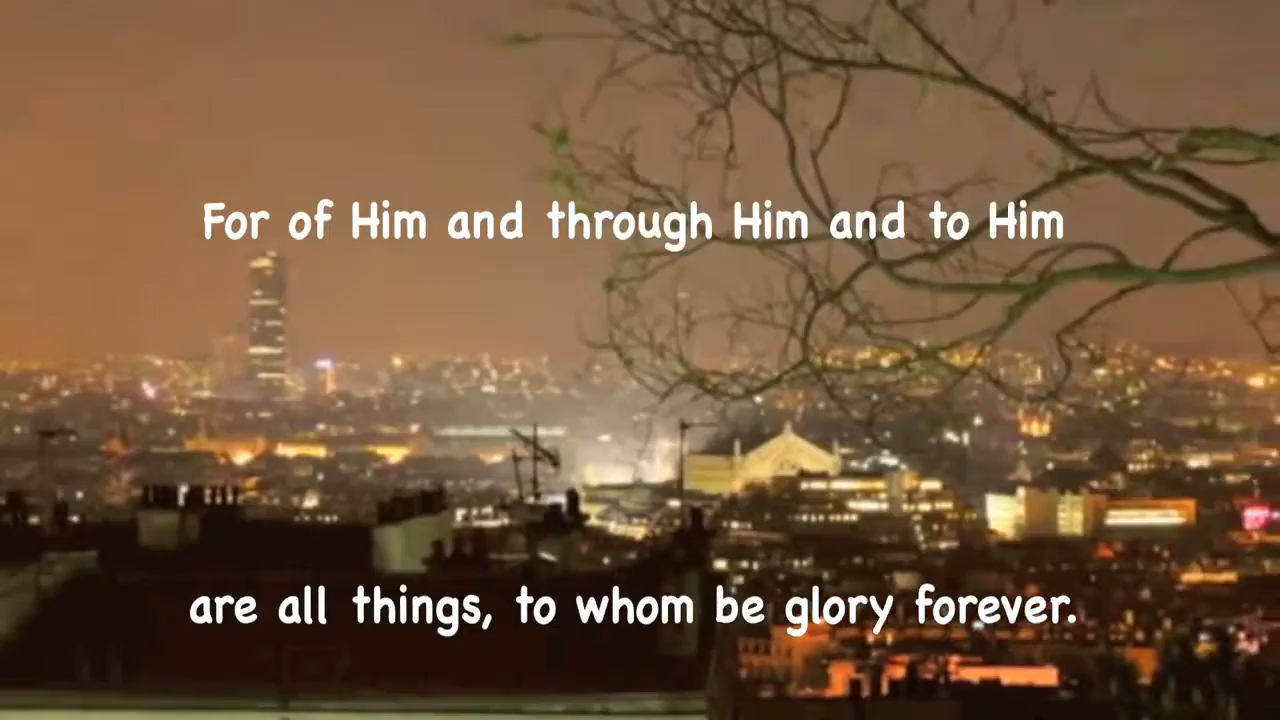 For of Him and through Him and to Him
are all things, to whom be glory forever.